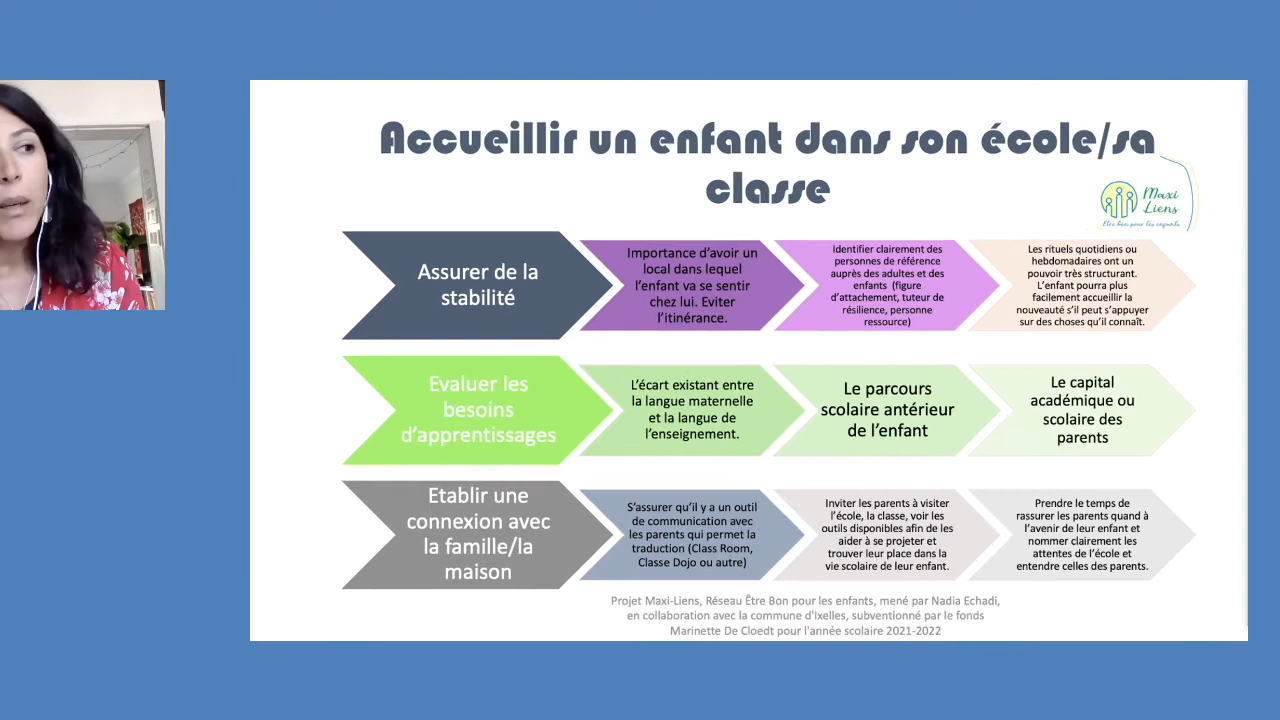 Accueillir un enfant dans son école/sa
classe
Maxi
Liens
Etre bon pour les enfants
Assurer de la
stabilité
Importance d'avoir un
local dans lequel
l'enfant va se sentir
chez lui. Eviter
l'itinérance.
Identifier clairement des
personnes de référence
auprès des adultes et des
enfants (figure
d'attachement, tuteur de
résilience, personne
ressource)
Les rituels quotidiens ou
hebdomadaires ont un
pouvoir très structurant.
L'enfant pourra plus
facilement accueillir la
nouveauté s'il peut s'appuyer
sur des choses qu'il connaît.
Evaluer les
besoins
d'apprentissages
L'écart existant entre
la langue maternelle
et la langue de
l'enseignement.
Le parcours
scolaire antérieur
de l'enfant
Le capital
académique ou
scolaire des
parents
Etablir une
connexion avec
la famille/la
maison
S'assurer qu'il y a un outil
de communication avec
les parents qui permet la
traduction (Class Room,
Classe Dojo ou autre)
Inviter les parents à visiter
l'école, la classe, voir les
outils disponibles afin de les
aider à se projeter et
trouver leur place dans la
vie scolaire de leur enfant.
Prendre le temps de
rassurer les parents quand à
l'avenir de leur enfant et
nommer clairement les
attentes de l'école et
entendre celles des parents.
Projet Maxi-Liens, Réseau Être Bon pour les enfants, mené par Nadia Echadi,
en collaboration avec la commune d'Ixelles, subventionné par le fonds
Marinette De Cloedt pour l'année scolaire 2021-2022